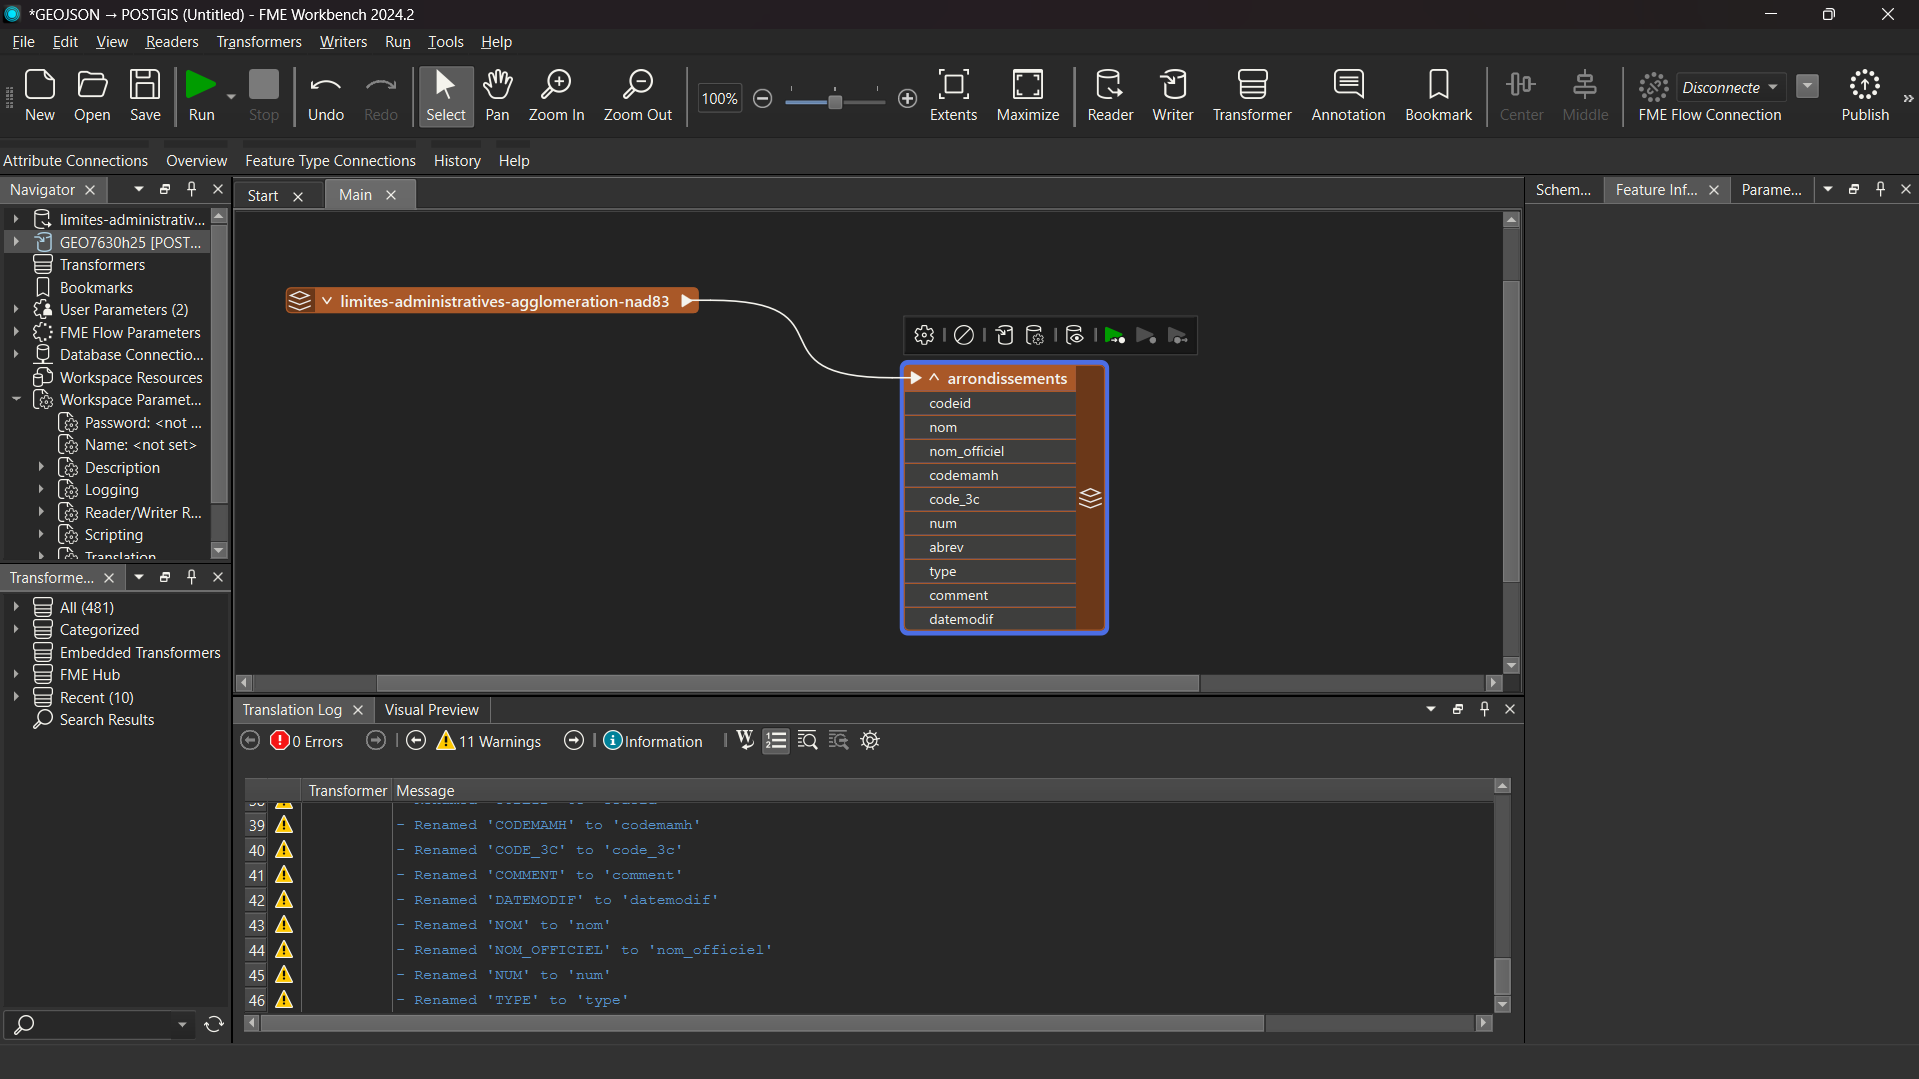 *GEOJSON → POSTGIS (Untitled) - FME Workbench 2024.2
File Edit View Readers Transformers Writers Run Tools Help
New Open Save Run Stop Undo Redo Select Pan Zoom In Zoom Out 100% Extents Maximize Reader Writer Transformer Annotation Bookmark Center Middle Disconnecte FME Flow Connection Publish »
Attribute Connections Overview Feature Type Connections History Help
Navigator
limites-administrativ...
GEO7630h25 [POST...
Transformers
Bookmarks
User Parameters (2)
FME Flow Parameters
Database Connectio...
Workspace Resources
Workspace Paramet...
Password: <not ...
Name: <not set>
Description
Logging
Reader/Writer R...
Scripting
Translation
Transforme...
All (481)
Categorized
Embedded Transformers
FME Hub
Recent (10)
Search Results
Start Main
limites-administratives-agglomeration-nad83
arrondissements
codeid
nom
nom_officiel
codemamh
code_3c
num
abrev
type
comment
datemodif
Schem... Feature Inf... Parame...
Translation Log Visual Preview
0 Errors 11 Warnings Information
Transformer Message
39 - Renamed 'CODEMAMH' to 'codemamh'
40 - Renamed 'CODE_3C' to 'code_3c'
41 - Renamed 'COMMENT' to 'comment'
42 - Renamed 'DATEMODIF' to 'datemodif'
43 - Renamed 'NOM' to 'nom'
44 - Renamed 'NOM_OFFICIEL' to 'nom_officiel'
45 - Renamed 'NUM' to 'num'
46 - Renamed 'TYPE' to 'type'